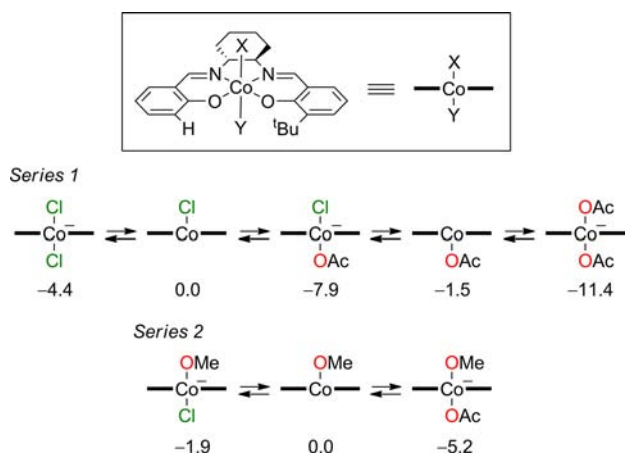 X
N N
Co
O O
H Y ᵗBu
X
Co
Y
Series 1
Cl Cl Cl OAc
Co⁻ Co Co⁻ Co Co⁻
Cl OAc OAc OAc
−4.4 0.0 −7.9 −1.5 −11.4
Series 2
OMe OMe OMe
Co⁻ Co Co⁻
Cl OAc
−1.9 0.0 −5.2